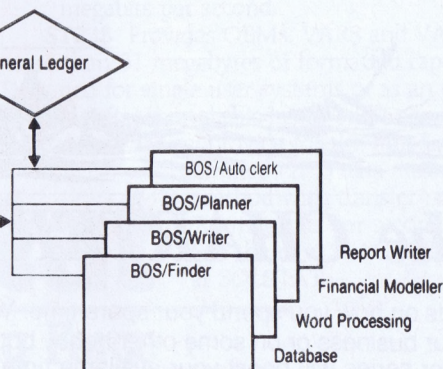 neral Ledger
BOS/Auto clerk
BOS/Planner
BOS/Writer
BOS/Finder
Report Writer
Financial Modeller
Word Processing
Database